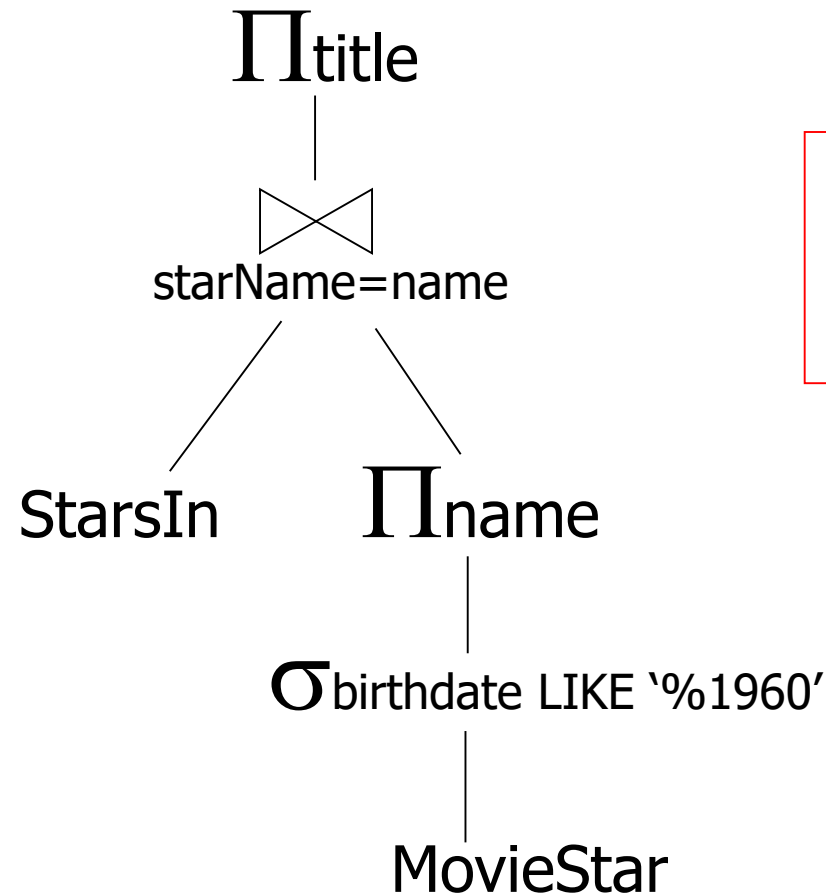 Πtitle
starName=name
StarsIn Πname
σbirthdate LIKE ‘%1960’
MovieStar